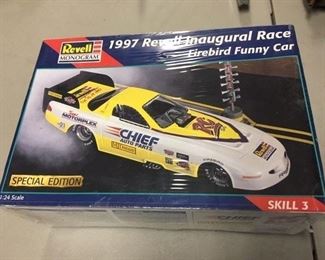 Revell
MONOGRAM
1997 Revell Inaugural Race
Firebird Funny Car
MOTORPLEX
CHIEF
AUTO PARTS
SPECIAL EDITION
1:24 Scale
SKILL 3